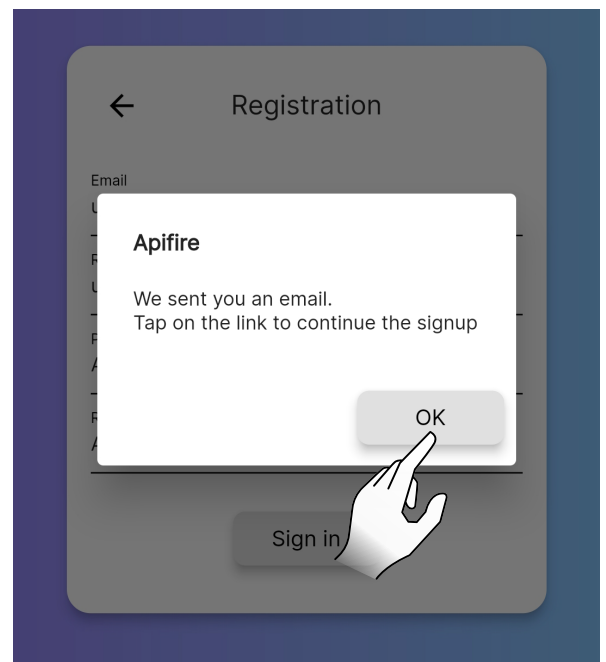 Registration
Email
Apifire
We sent you an email.
Tap on the link to continue the signup
OK
Sign in